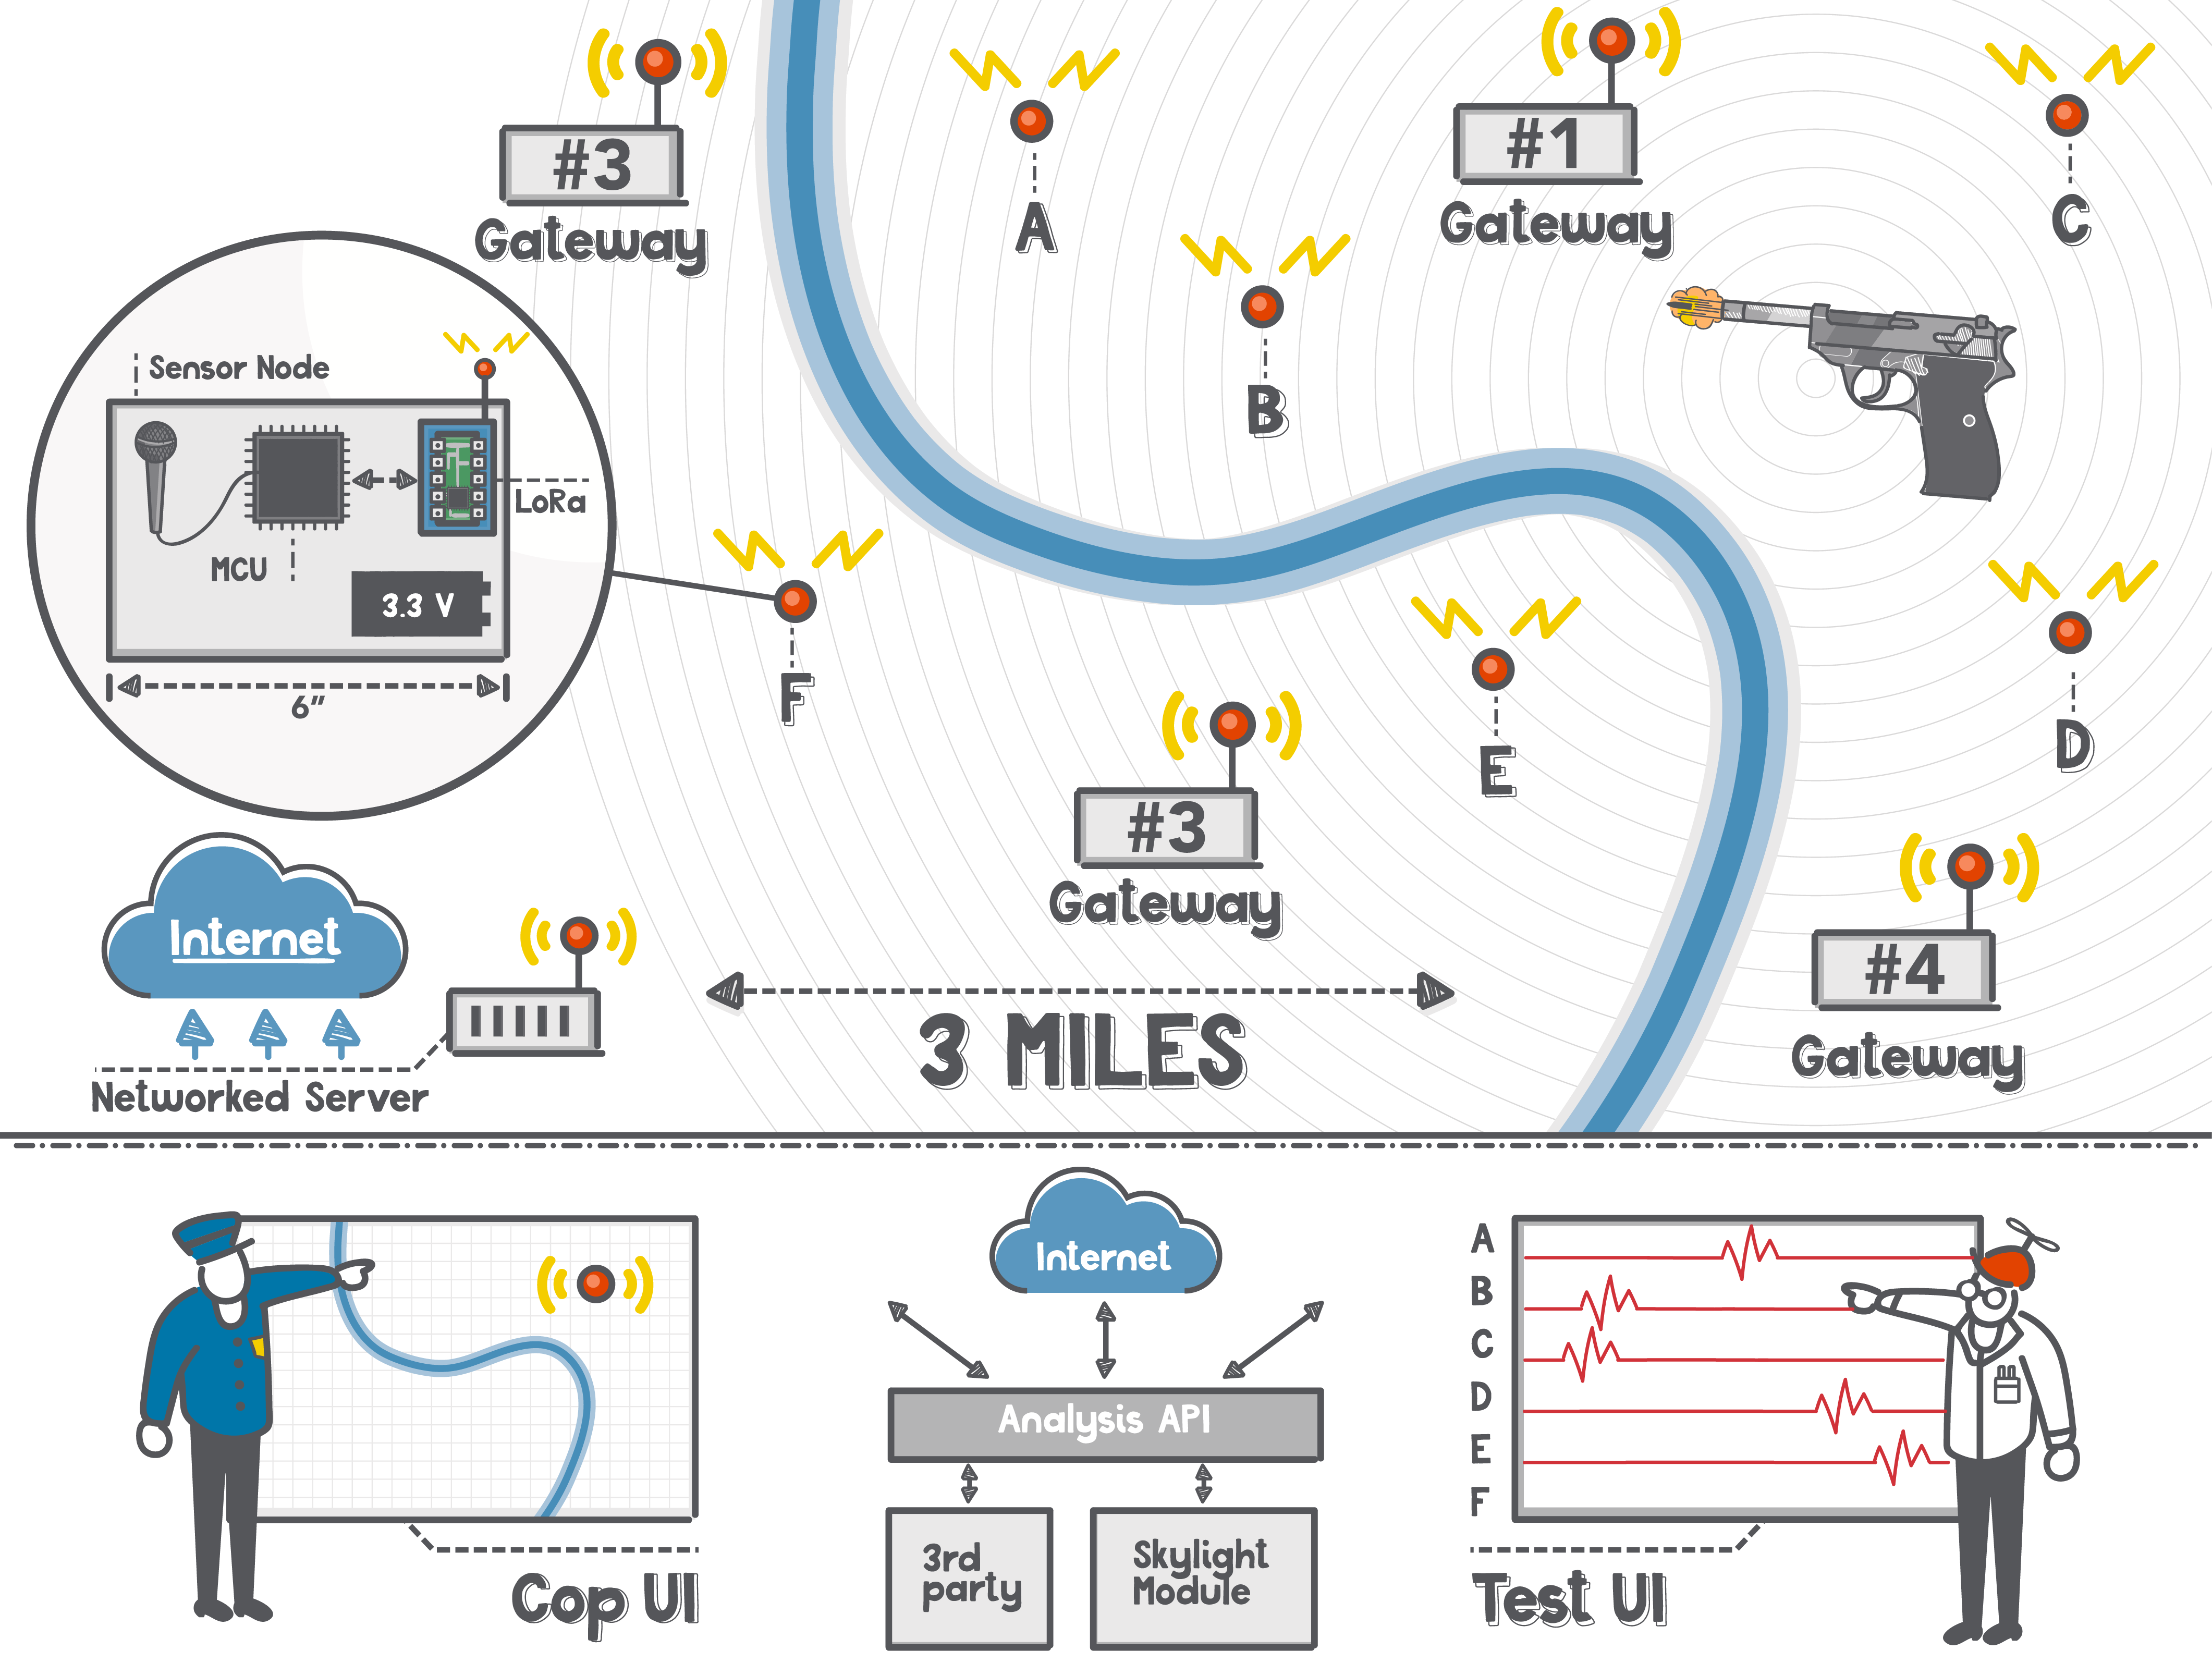 #3
Gateway
A
#1
Gateway
C
B
Sensor Node
LoRa
MCU
3.3 V
6"
F
E
D
#3
Gateway
#4
Gateway
Internet
Networked Server
3 MILES
Cop UI
Internet
Analysis API
3rd
party
Skylight
Module
A
B
C
D
E
F
Test UI